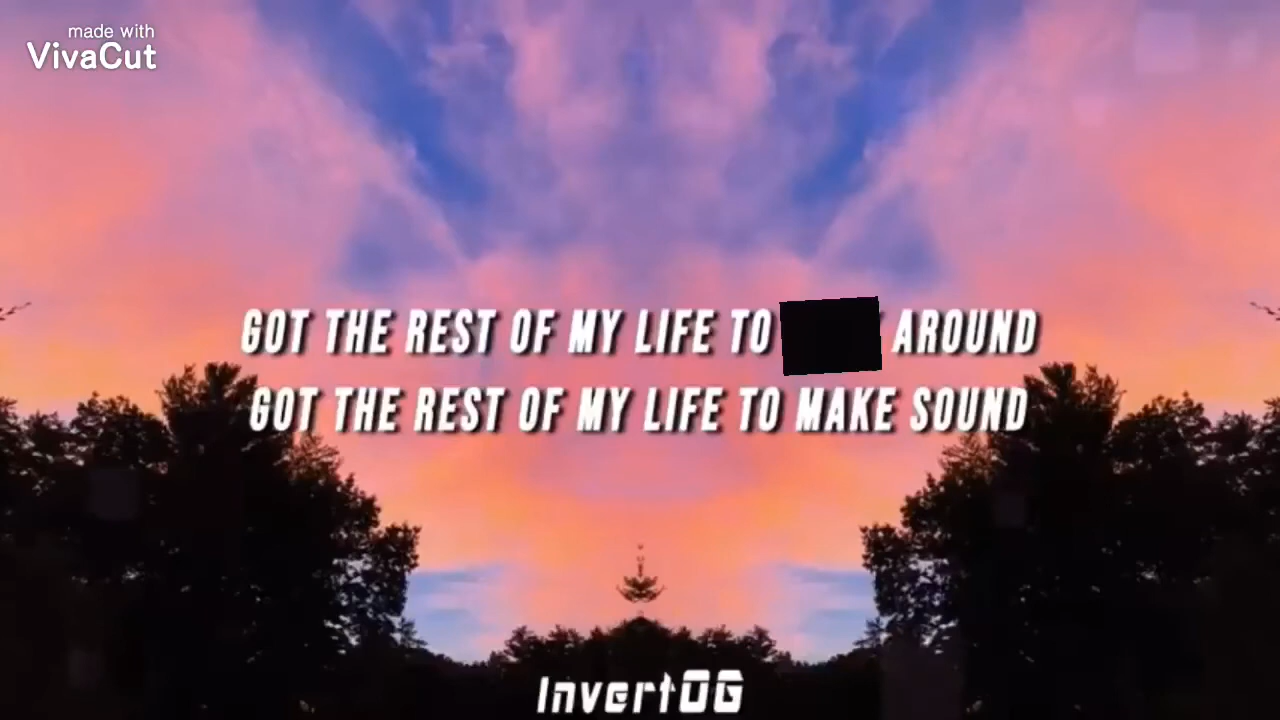 made with
VivaCut
GOT THE REST OF MY LIFE TO AROUND
GOT THE REST OF MY LIFE TO MAKE SOUND
InvertOG